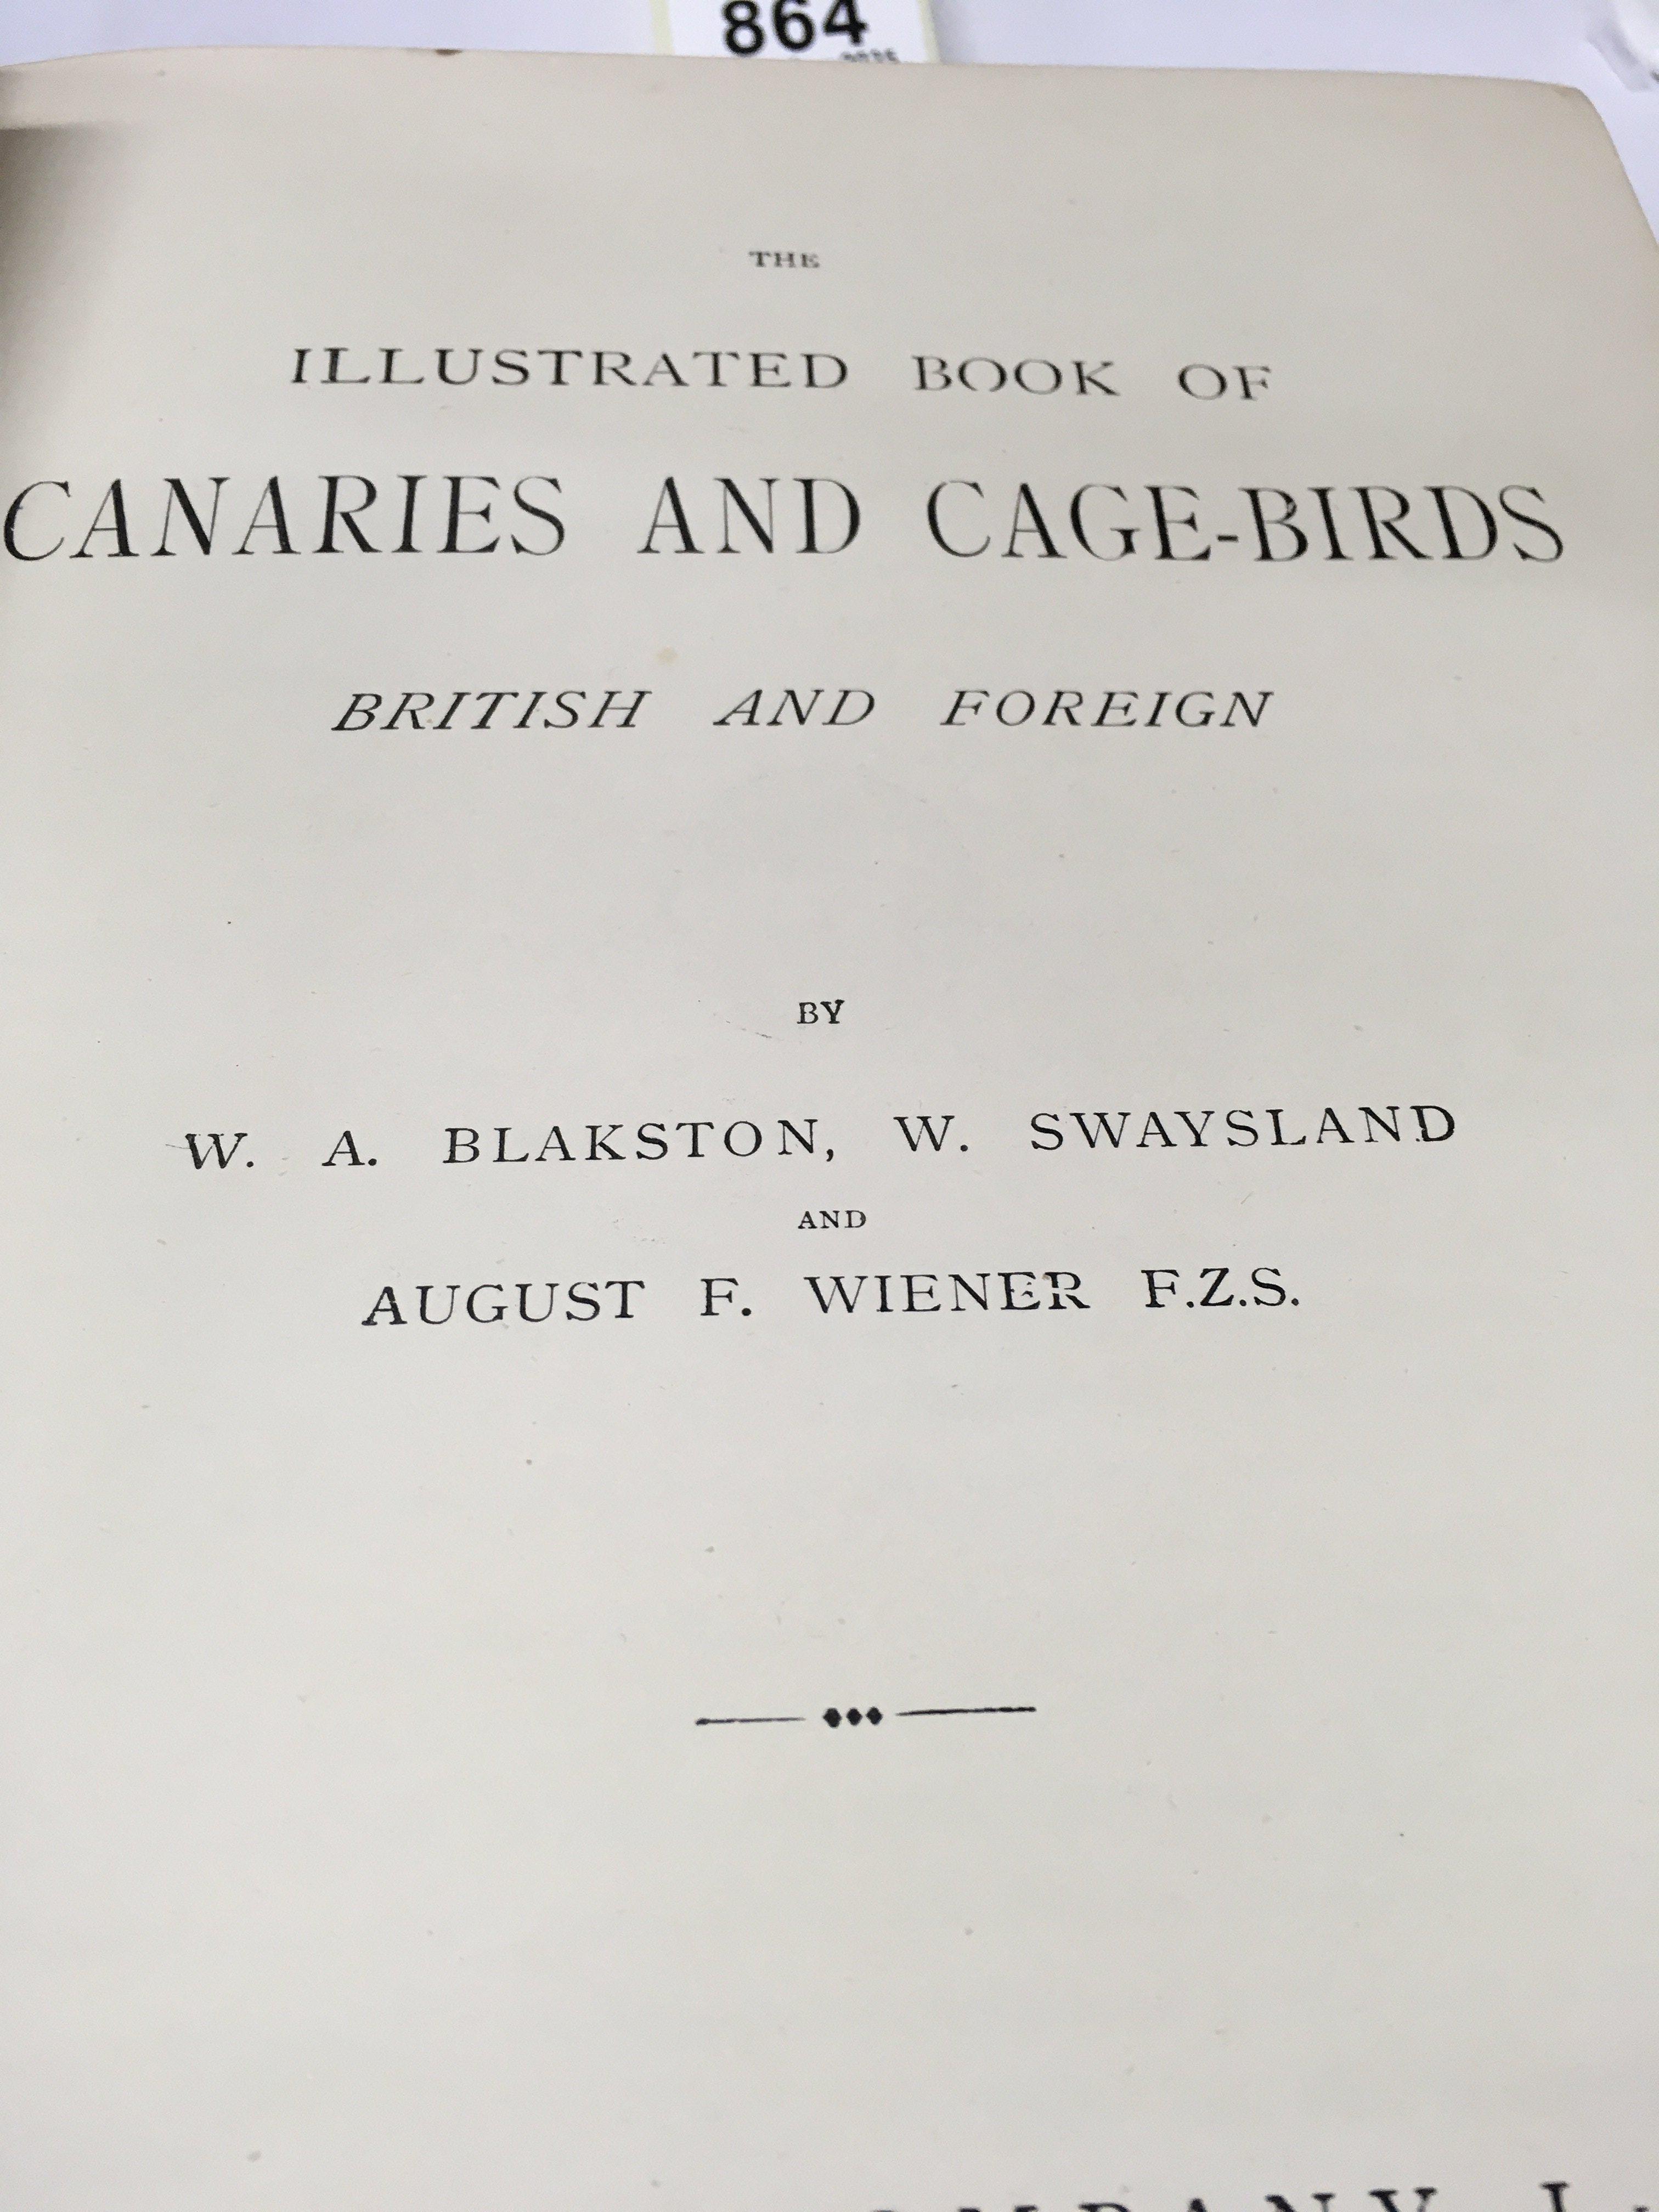 864
THE
ILLUSTRATED BOOK OF
CANARIES AND CAGE-BIRDS
BRITISH AND FOREIGN
BY
W. A. BLAKSTON, W. SWAYSLAND
AND
AUGUST F. WIENER F.Z.S.